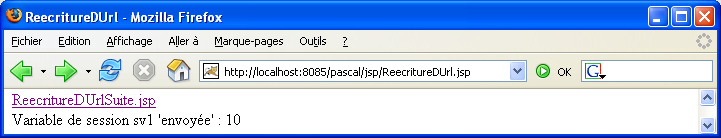 ReecritureDUrl - Mozilla Firefox
Fichier Edition Affichage Aller à Marque-pages Outils ?
http://localhost:8085/pascal/jsp/ReecritureDUrl.jsp OK G
ReecritureDUrlSuite.jsp
Variable de session sv1 'envoyée' : 10